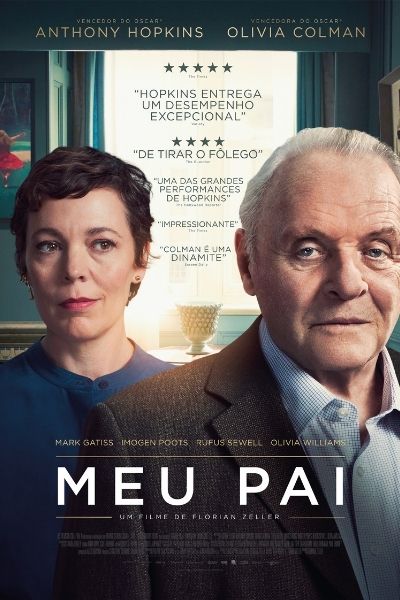 VENCEDOR DO OSCAR® VENCEDORA DO OSCAR®
ANTHONY HOPKINS OLIVIA COLMAN
★★★★★
The Times
"HOPKINS ENTREGA
UM DESEMPENHO
EXCEPCIONAL"
★★★★
"DE TIRAR O FÔLEGO"
"UMA DAS GRANDES
PERFORMANCES
DE HOPKINS"
"IMPRESSIONANTE"
"COLMAN É UMA
DINAMITE"
MARK GATISS IMOGEN POOTS RUFUS SEWELL OLIVIA WILLIAMS
MEU PAI
UM FILME DE FLORIAN ZELLER